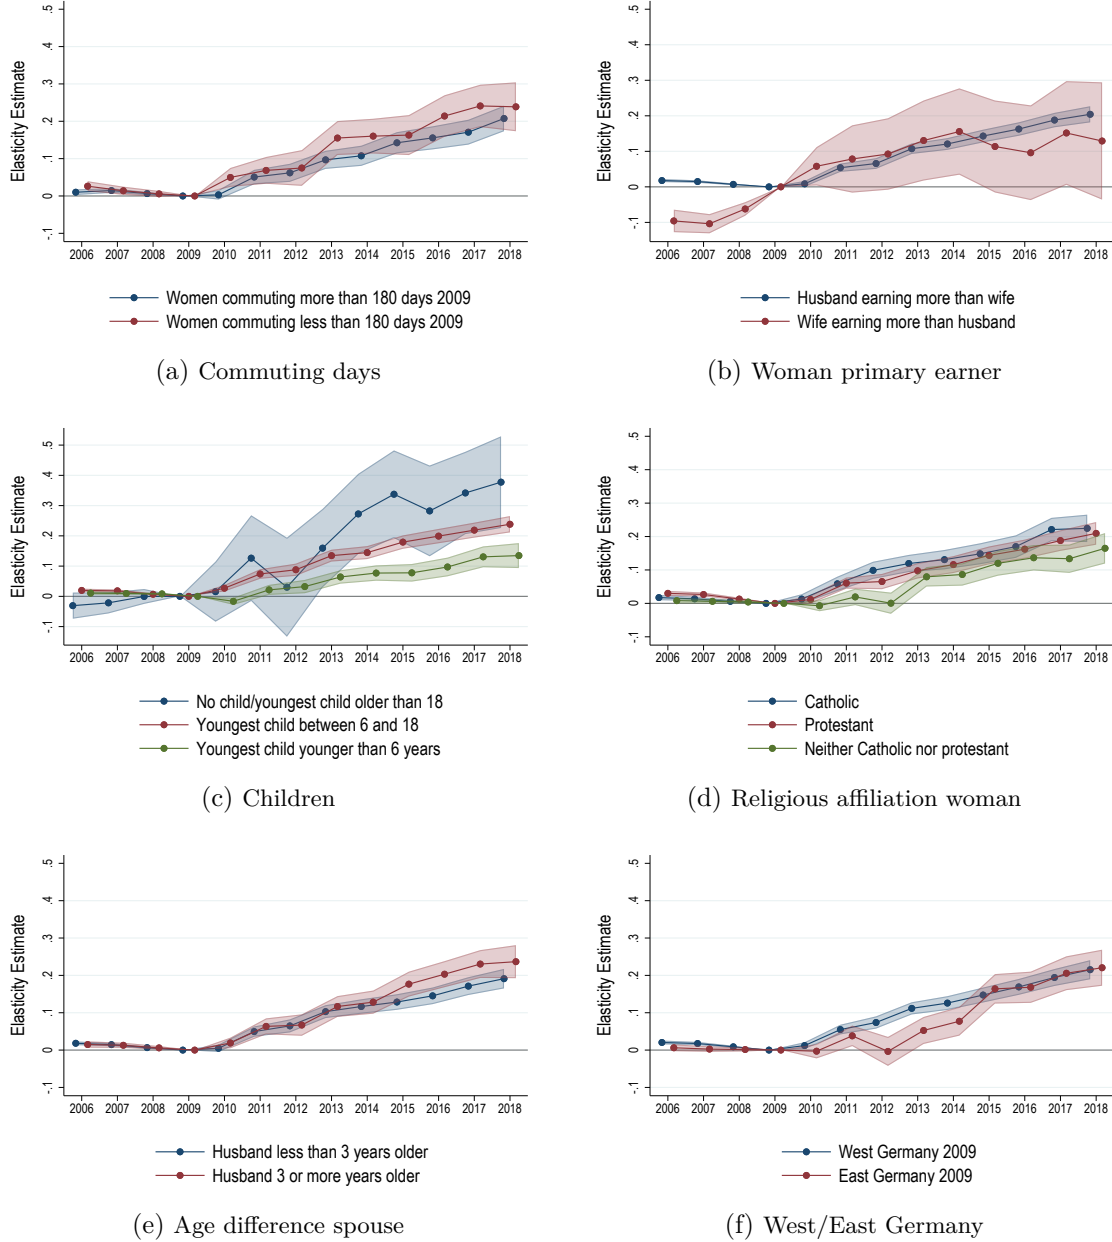 Elasticity Estimate
-.1 0 .1 .2 .3 .4 .5
2006 2007 2008 2009 2010 2011 2012 2013 2014 2015 2016 2017 2018
Women commuting more than 180 days 2009
Women commuting less than 180 days 2009
(a) Commuting days
Elasticity Estimate
-.1 0 .1 .2 .3 .4 .5
2006 2007 2008 2009 2010 2011 2012 2013 2014 2015 2016 2017 2018
Husband earning more than wife
Wife earning more than husband
(b) Woman primary earner
Elasticity Estimate
-.1 0 .1 .2 .3 .4 .5
2006 2007 2008 2009 2010 2011 2012 2013 2014 2015 2016 2017 2018
No child/youngest child older than 18
Youngest child between 6 and 18
Youngest child younger than 6 years
(c) Children
Elasticity Estimate
-.1 0 .1 .2 .3 .4 .5
2006 2007 2008 2009 2010 2011 2012 2013 2014 2015 2016 2017 2018
Catholic
Protestant
Neither Catholic nor protestant
(d) Religious affiliation woman
Elasticity Estimate
-.1 0 .1 .2 .3 .4 .5
2006 2007 2008 2009 2010 2011 2012 2013 2014 2015 2016 2017 2018
Husband less than 3 years older
Husband 3 or more years older
(e) Age difference spouse
Elasticity Estimate
-.1 0 .1 .2 .3 .4 .5
2006 2007 2008 2009 2010 2011 2012 2013 2014 2015 2016 2017 2018
West Germany 2009
East Germany 2009
(f) West/East Germany